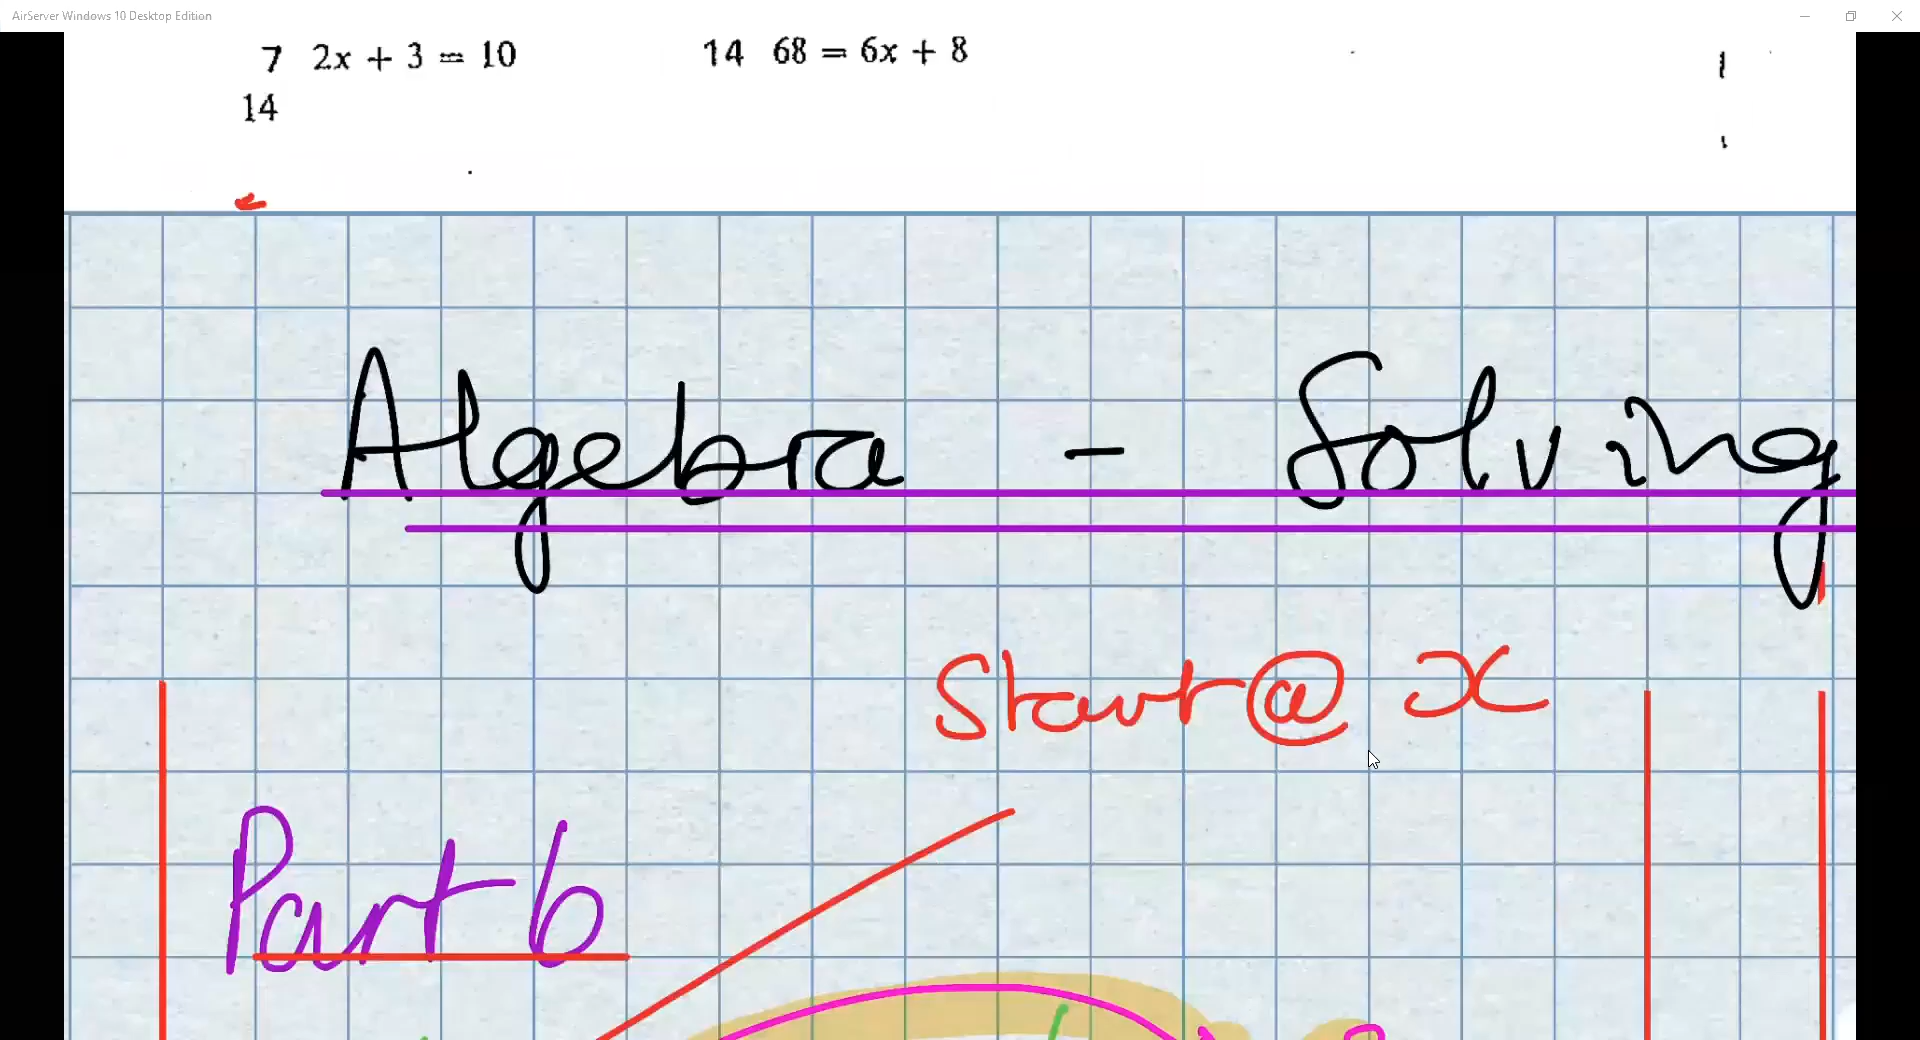 AirServer Windows 10 Desktop Edition
7 2x + 3 = 10 14 68 = 6x + 8
14
Algebra - Solving
Start @ x
Part 6